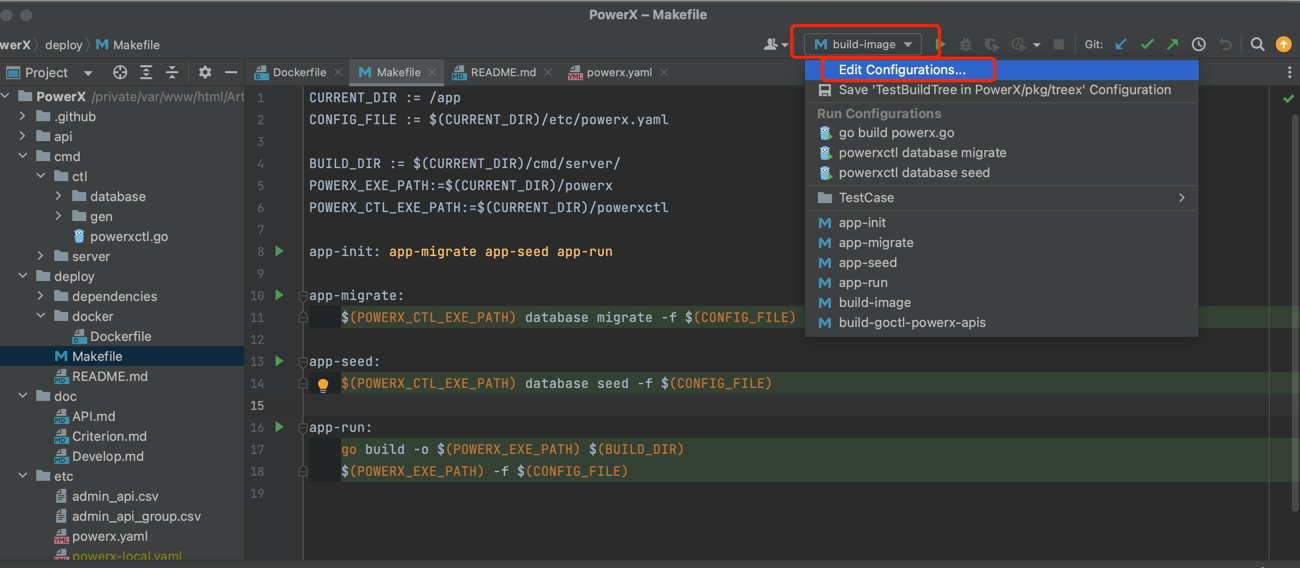 PowerX – Makefile
werX deploy Makefile
build-image
Git:
Project
Dockerfile
Makefile
README.md
powerx.yaml
Edit Configurations...
Save 'TestBuildTree in PowerX/pkg/treex' Configuration
Run Configurations
go build powerx.go
powerxctl database migrate
powerxctl database seed
TestCase
app-init
app-migrate
app-seed
app-run
build-image
build-goctl-powerx-apis
PowerX /private/var/www/html/Art
.github
api
cmd
ctl
database
gen
powerxctl.go
server
deploy
dependencies
docker
Dockerfile
Makefile
README.md
doc
API.md
Criterion.md
Develop.md
etc
admin_api.csv
admin_api_group.csv
powerx.yaml
powerx-local.yaml
1 CURRENT_DIR := /app
2 CONFIG_FILE := $(CURRENT_DIR)/etc/powerx.yaml
3
4 BUILD_DIR := $(CURRENT_DIR)/cmd/server/
5 POWERX_EXE_PATH:=$(CURRENT_DIR)/powerx
6 POWERX_CTL_EXE_PATH:=$(CURRENT_DIR)/powerxctl
7
8 app-init: app-migrate app-seed app-run
9
10 app-migrate:
11 $(POWERX_CTL_EXE_PATH) database migrate -f $(CONFIG_FILE)
12
13 app-seed:
14 $(POWERX_CTL_EXE_PATH) database seed -f $(CONFIG_FILE)
15
16 app-run:
17 go build -o $(POWERX_EXE_PATH) $(BUILD_DIR)
18 $(POWERX_EXE_PATH) -f $(CONFIG_FILE)
19